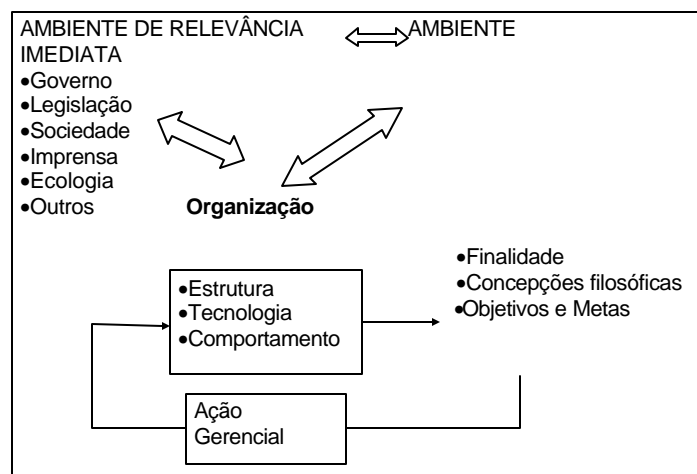 AMBIENTE DE RELEVÂNCIA IMEDIATA
AMBIENTE
•Governo
•Legislação
•Sociedade
•Imprensa
•Ecologia
•Outros
Organização
•Estrutura
•Tecnologia
•Comportamento
•Finalidade
•Concepções filosóficas
•Objetivos e Metas
Ação
Gerencial